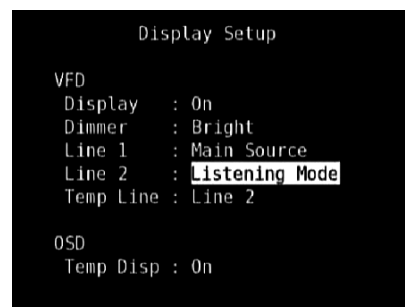 Display Setup
VFD
Display : On
Dimmer : Bright
Line 1 : Main Source
Line 2 : Listening Mode
Temp Line : Line 2
OSD
Temp Disp : On